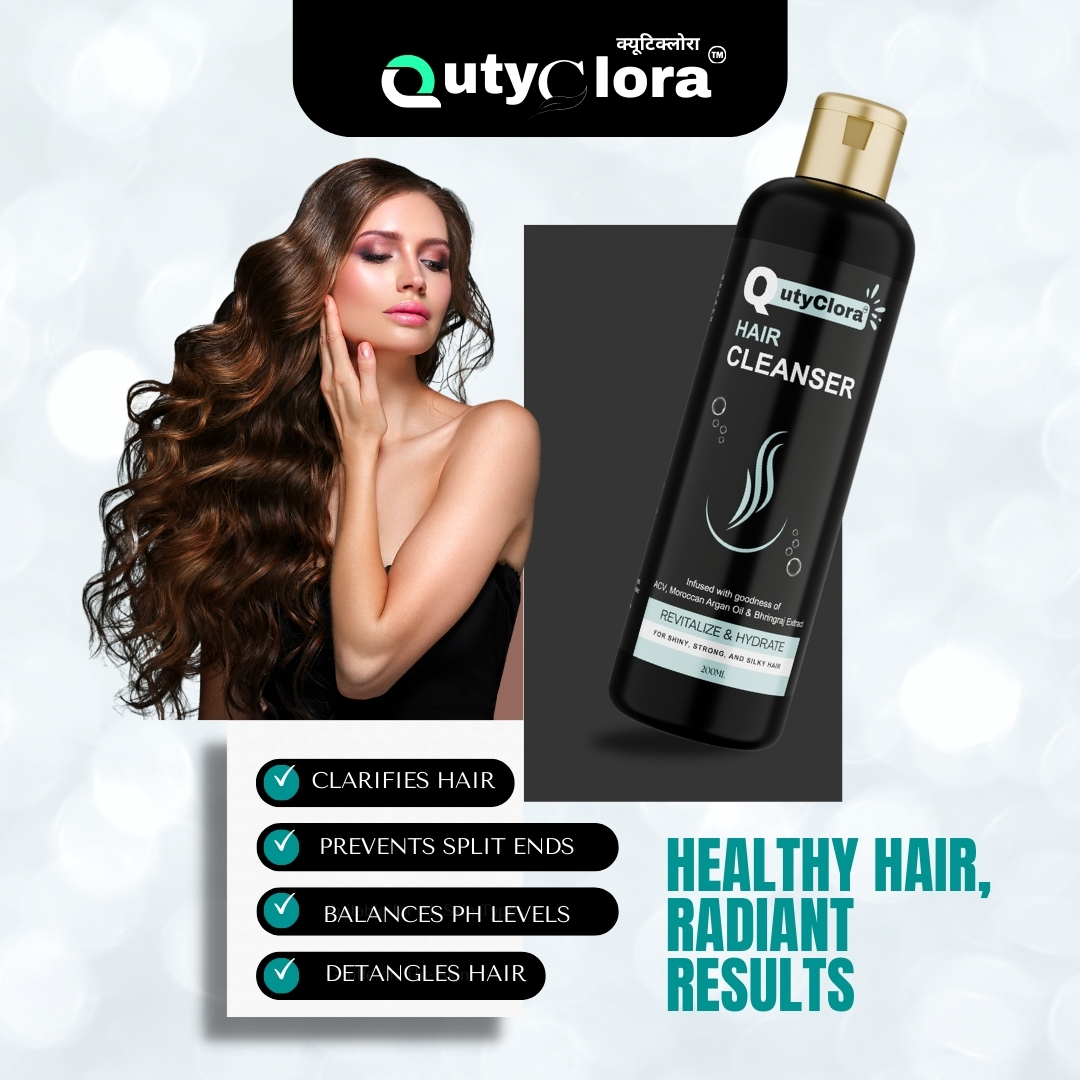 क्यूटिक्लोरा
QutyClora™
QutyClora
HAIR
CLEANSER
Infused with goodness of
ACV, Moroccan Argan Oil & Bhringraj Extract
REVITALIZE & HYDRATE
FOR SHINY, STRONG, AND SILKY HAIR
200ML
CLARIFIES HAIR
PREVENTS SPLIT ENDS
BALANCES PH LEVELS
DETANGLES HAIR
HEALTHY HAIR,
RADIANT
RESULTS